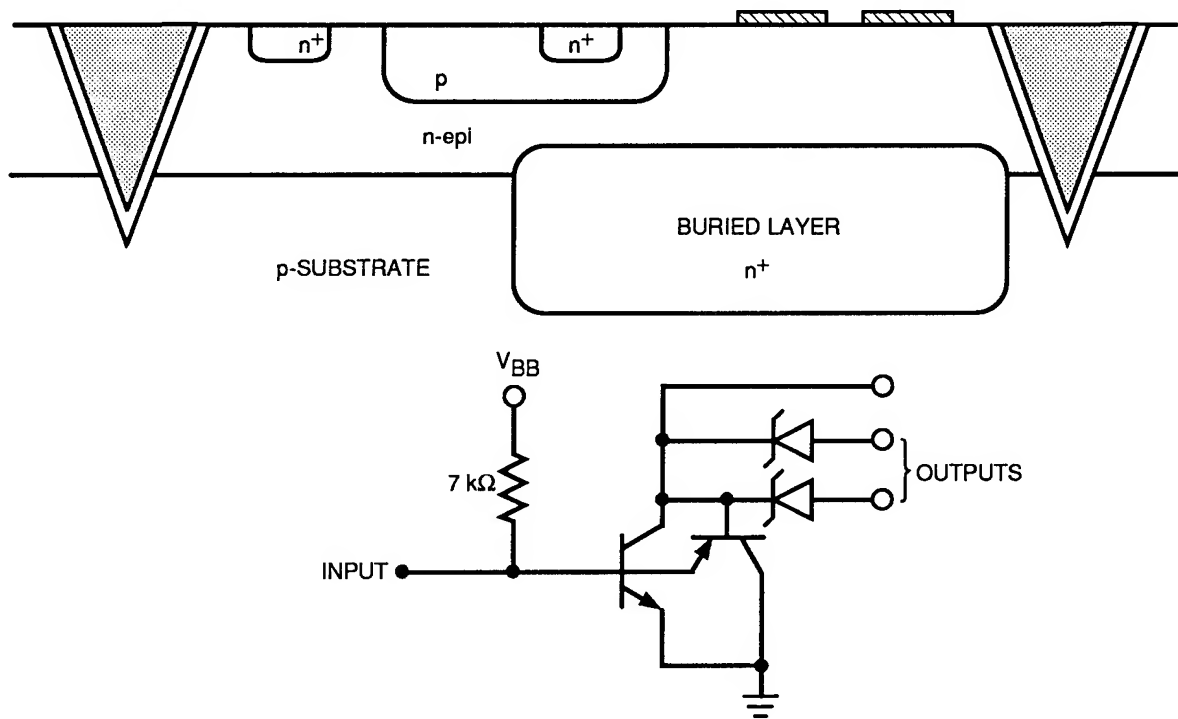 n+ n+
p
n-epi
BURIED LAYER
p-SUBSTRATE n+
VBB
7 kΩ
OUTPUTS
INPUT